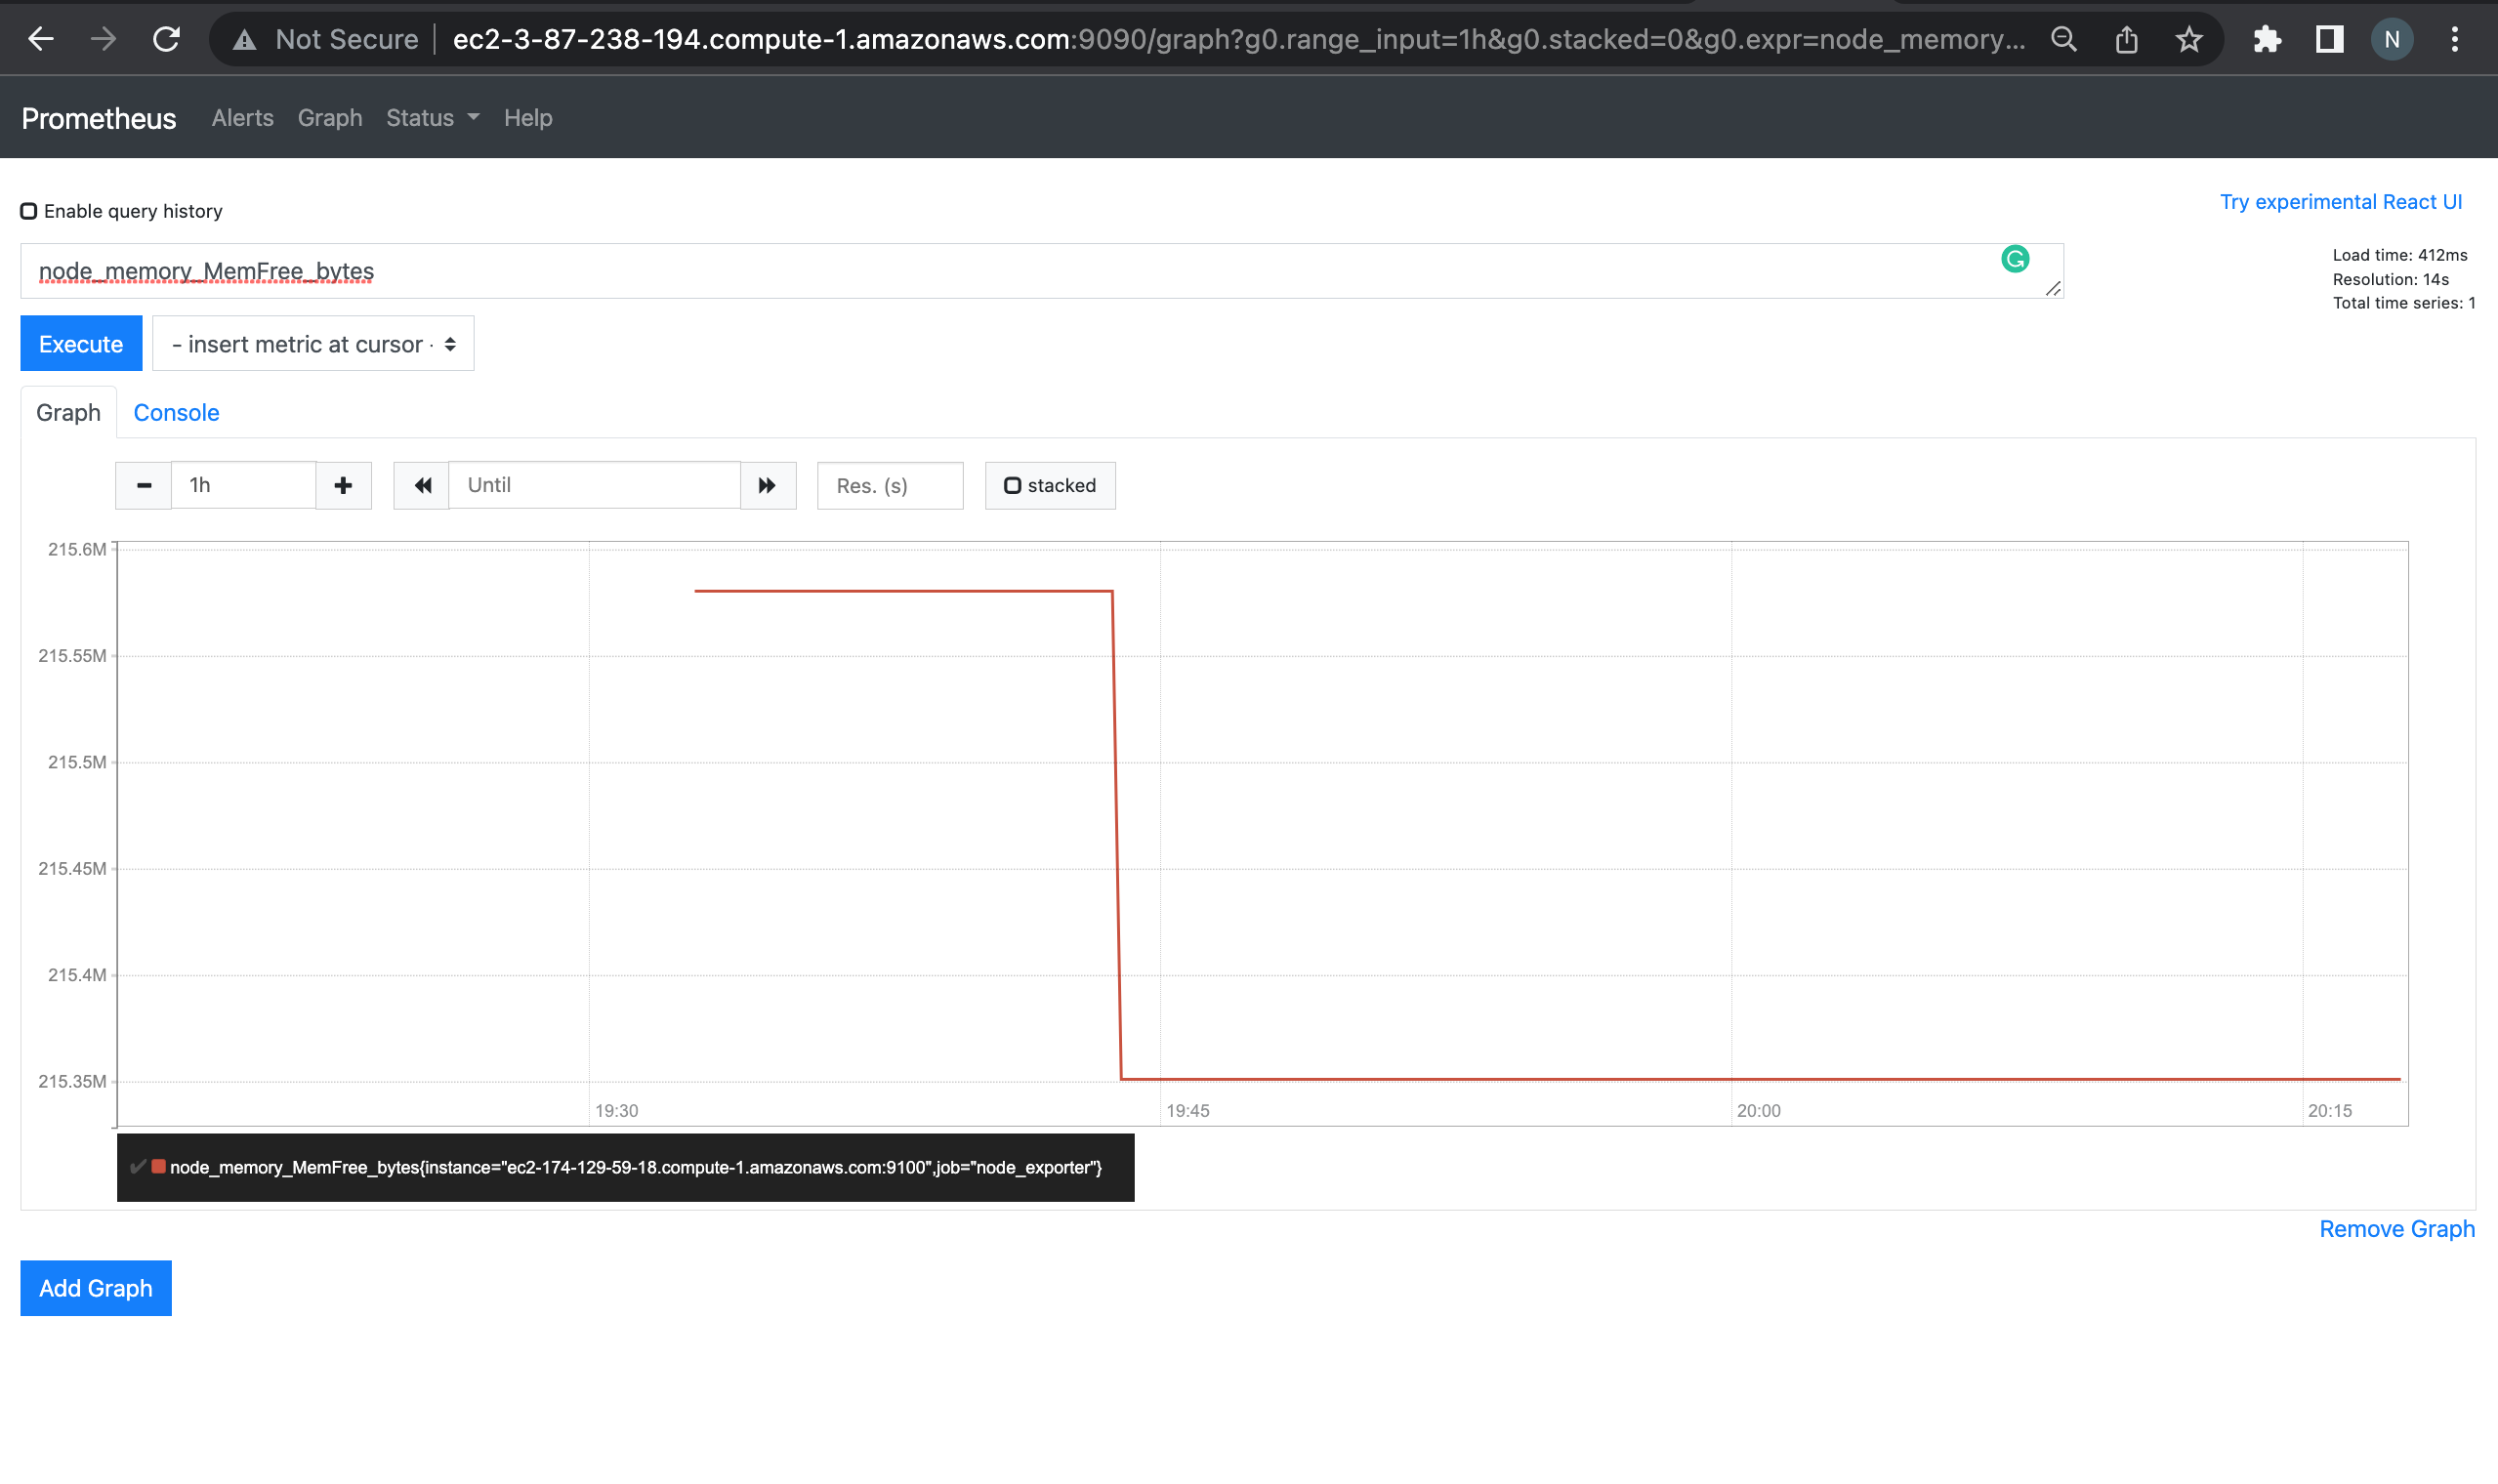 Not Secure ec2-3-87-238-194.compute-1.amazonaws.com:9090/graph?g0.range_input=1h&g0.stacked=0&g0.expr=node_memory... N
Prometheus Alerts Graph Status Help
Enable query history Try experimental React UI
node_memory_MemFree_bytes
Load time: 412ms
Resolution: 14s
Total time series: 1
Execute - insert metric at cursor -
Graph Console
1h Until Res. (s) stacked
215.6M
215.55M
215.5M
215.45M
215.4M
215.35M
19:30 19:45 20:00 20:15
node_memory_MemFree_bytes{instance="ec2-174-129-59-18.compute-1.amazonaws.com:9100",job="node_exporter"}
Remove Graph
Add Graph